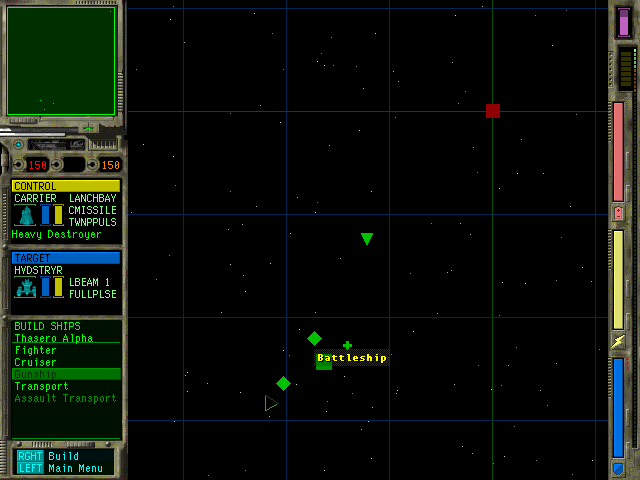 150 150
CONTROL
CARRIER LANCHBAY
CMISSILE
TWNPPULS
Heavy Destroyer
TARGET
HYDSTRYR
LBEAM 1
FULLPLSE
BUILD SHIPS
Thasero Alpha
Fighter
Cruiser
Gunship
Transport
Assault Transport
RGHT Build
LEFT Main Menu
Battleship